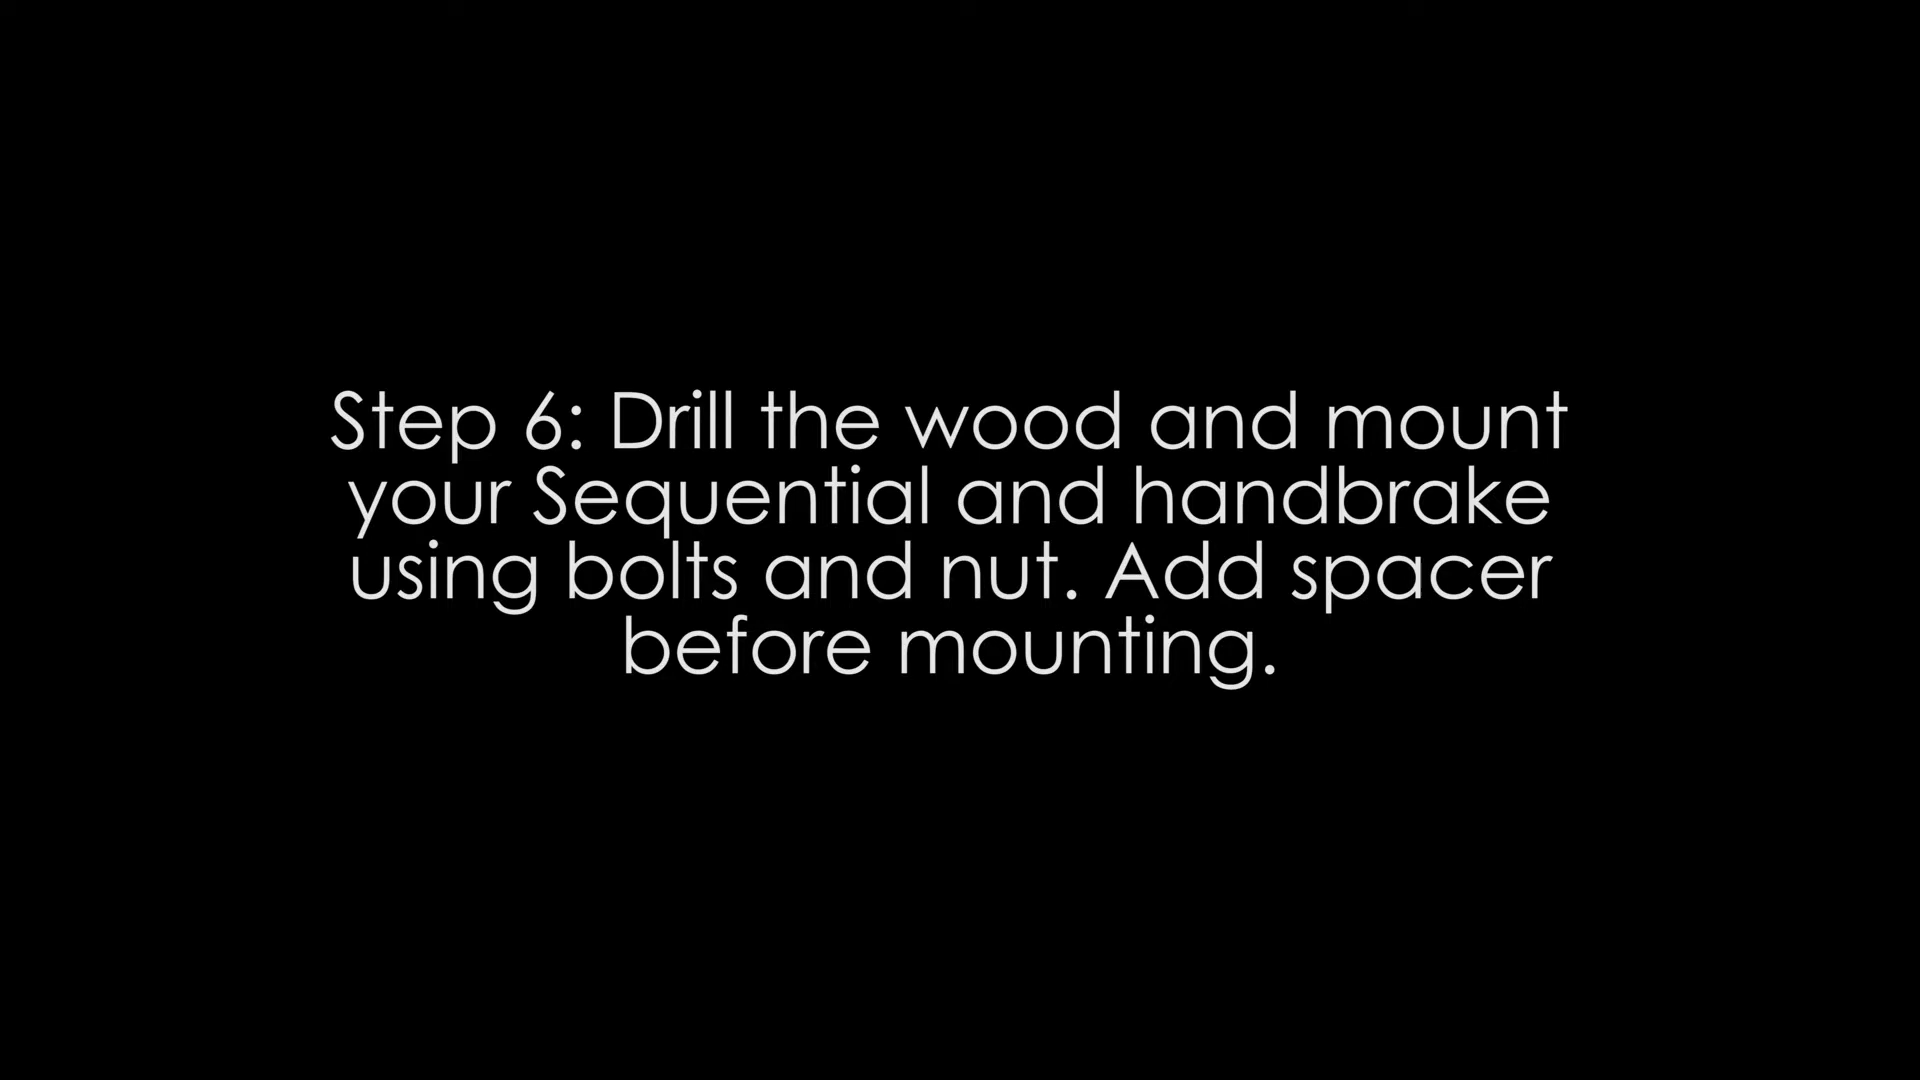 Step 6: Drill the wood and mount
your Sequential and handbrake
using bolts and nut. Add spacer
before mounting.